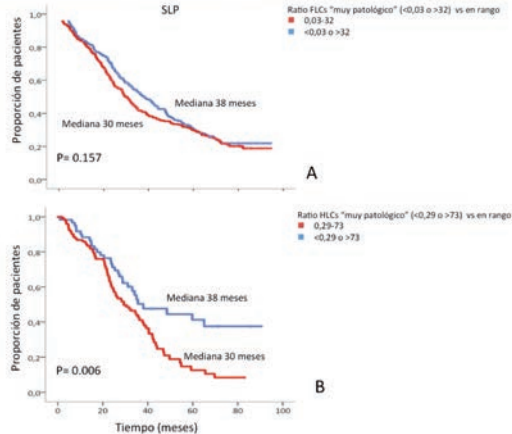 SLP
Ratio FLCs "muy patológico" (<0,03 o >32) vs en rango
0,03-32
<0,03 o >32
Proporción de pacientes
1,0
0,8
0,6
0,4
0,2
0,0
Mediana 38 meses
Mediana 30 meses
P= 0.157
A
Ratio HLCs "muy patológico" (<0,29 o >73) vs en rango
0,29-73
<0,29 o >73
Proporción de pacientes
1,0
0,8
0,6
0,4
0,2
0,0
Mediana 38 meses
Mediana 30 meses
P= 0.006
B
0 20 40 60 80 100
Tiempo (meses)